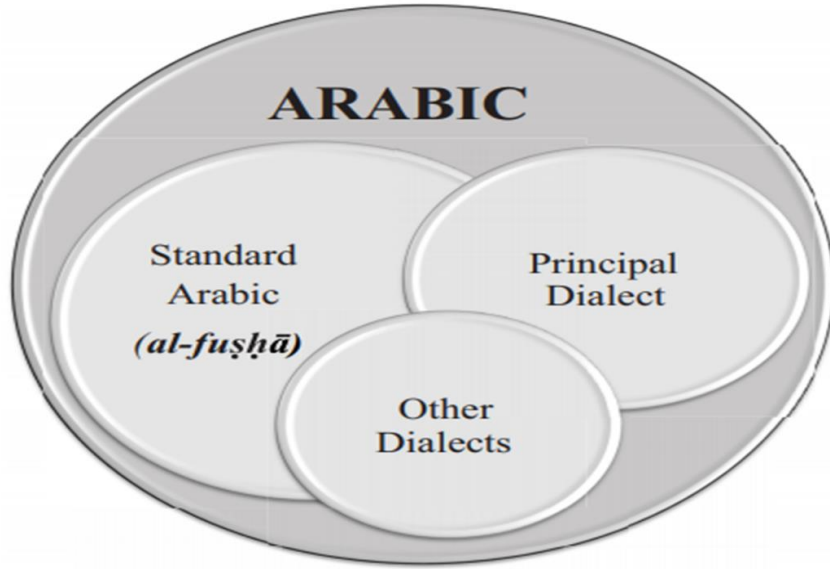 ARABIC
Standard
Arabic
(al-fuṣḥā)
Principal
Dialect
Other
Dialects